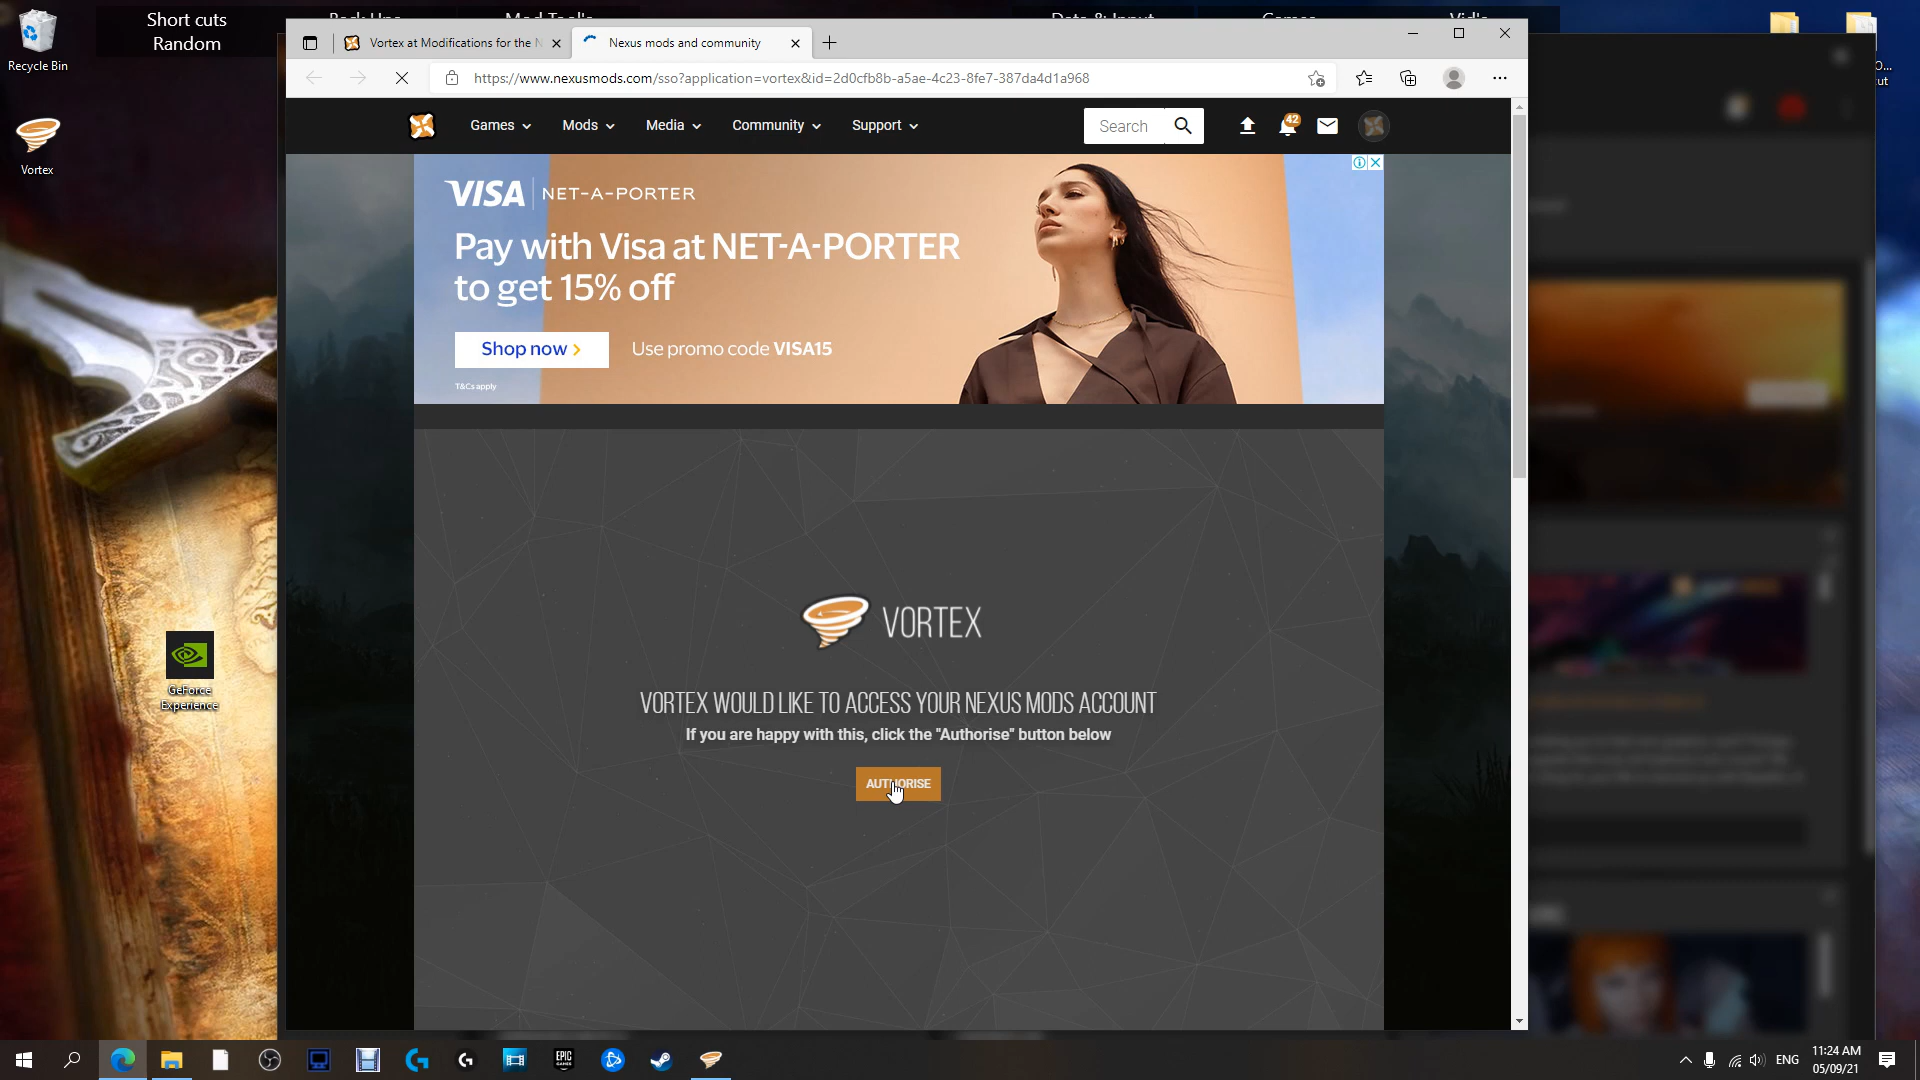 Short cuts
Random
Recycle Bin
Vortex
GeForce
Experience
Vortex at Modifications for the N
Nexus mods and community
https://www.nexusmods.com/sso?application=vortex&id=2d0cfb8b-a5ae-4c23-8fe7-387da4d1a968
Games
Mods
Media
Community
Support
Search
42
VISA
NET-A-PORTER
Pay with Visa at NET-A-PORTER
to get 15% off
Shop now
Use promo code VISA15
T&Cs apply
VORTEX
VORTEX WOULD LIKE TO ACCESS YOUR NEXUS MODS ACCOUNT
If you are happy with this, click the "Authorise" button below
AUTHORISE
EPIC
GAMES
ENG
11:24 AM
05/09/21